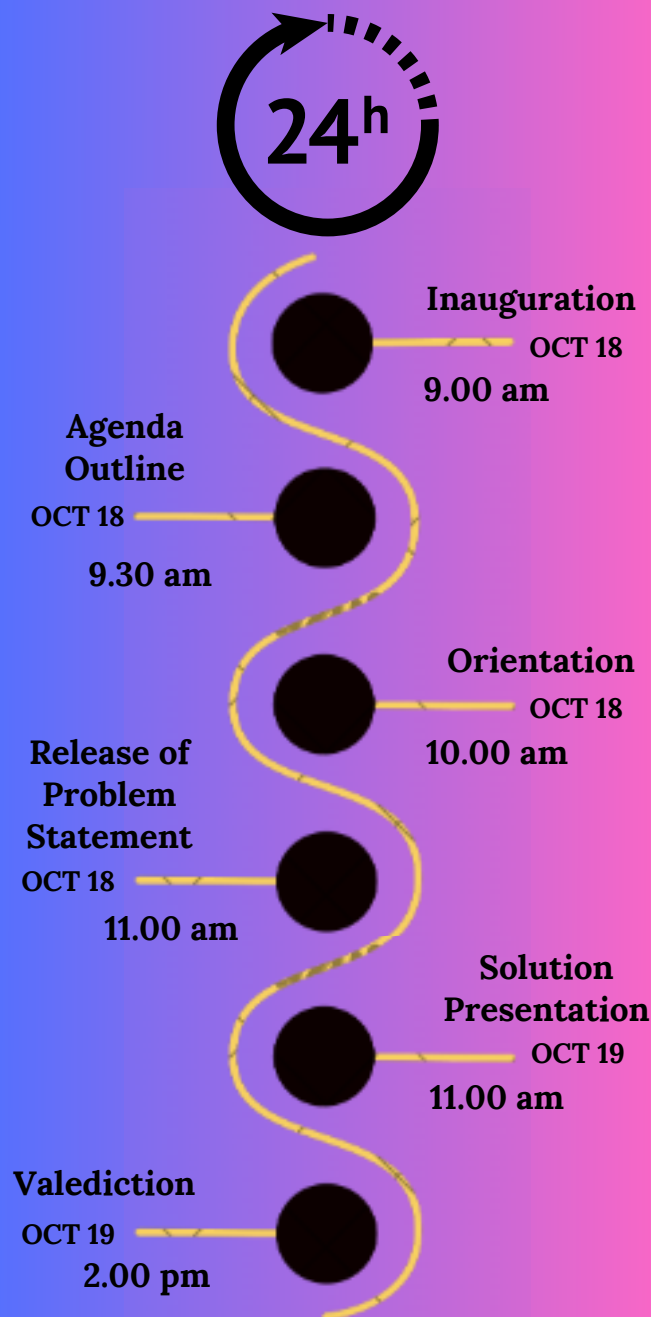 24h
Inauguration
OCT 18
9.00 am
Agenda
Outline
OCT 18
9.30 am
Orientation
OCT 18
10.00 am
Release of
Problem
Statement
OCT 18
11.00 am
Solution
Presentation
OCT 19
11.00 am
Valediction
OCT 19
2.00 pm